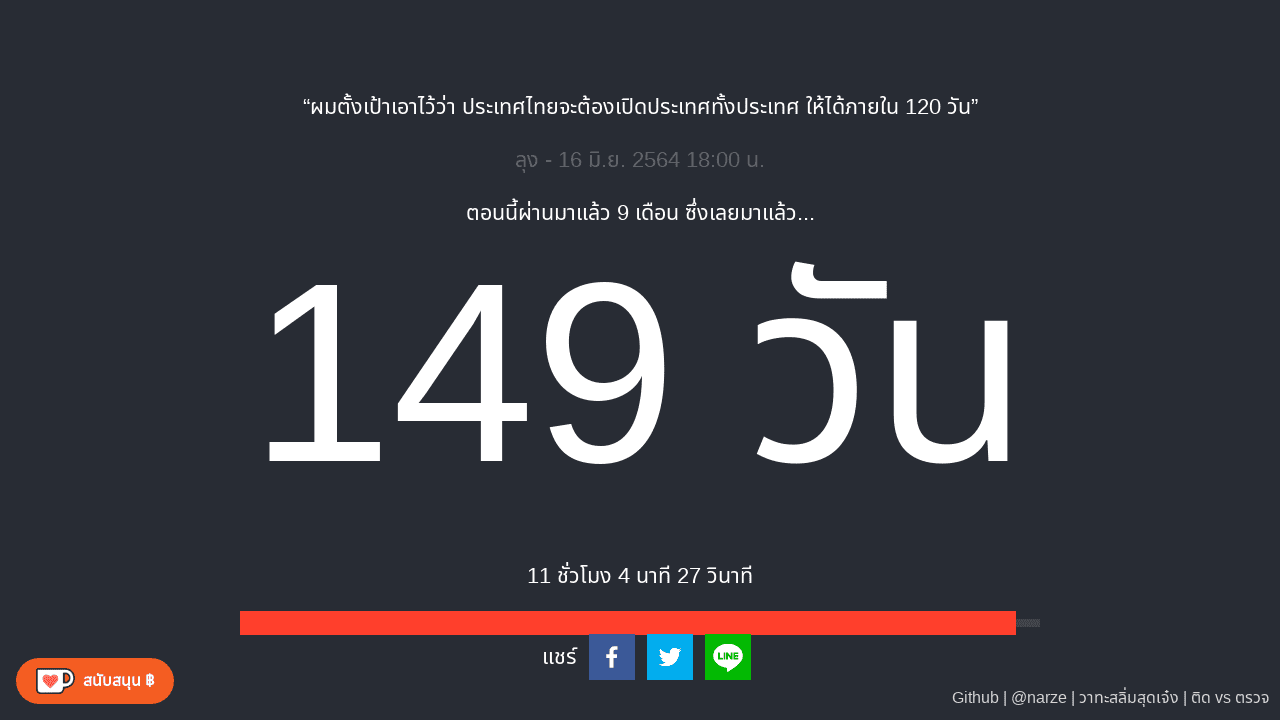 “ผมตั้งเป้าเอาไว้ว่า ประเทศไทยจะต้องเปิดประเทศทั้งประเทศ ให้ได้ภายใน 120 วัน”
ลุง - 16 มิ.ย. 2564 18:00 น.
ตอนนี้ผ่านมาแล้ว 9 เดือน ซึ่งเลยมาแล้ว...
149 วัน
11 ชั่วโมง 4 นาที 27 วินาที
แชร์
LINE
สนับสนุน ฿
Github | @narze | วาทะสลิ่มสุดเจ๋ง | ติด vs ตรวจ